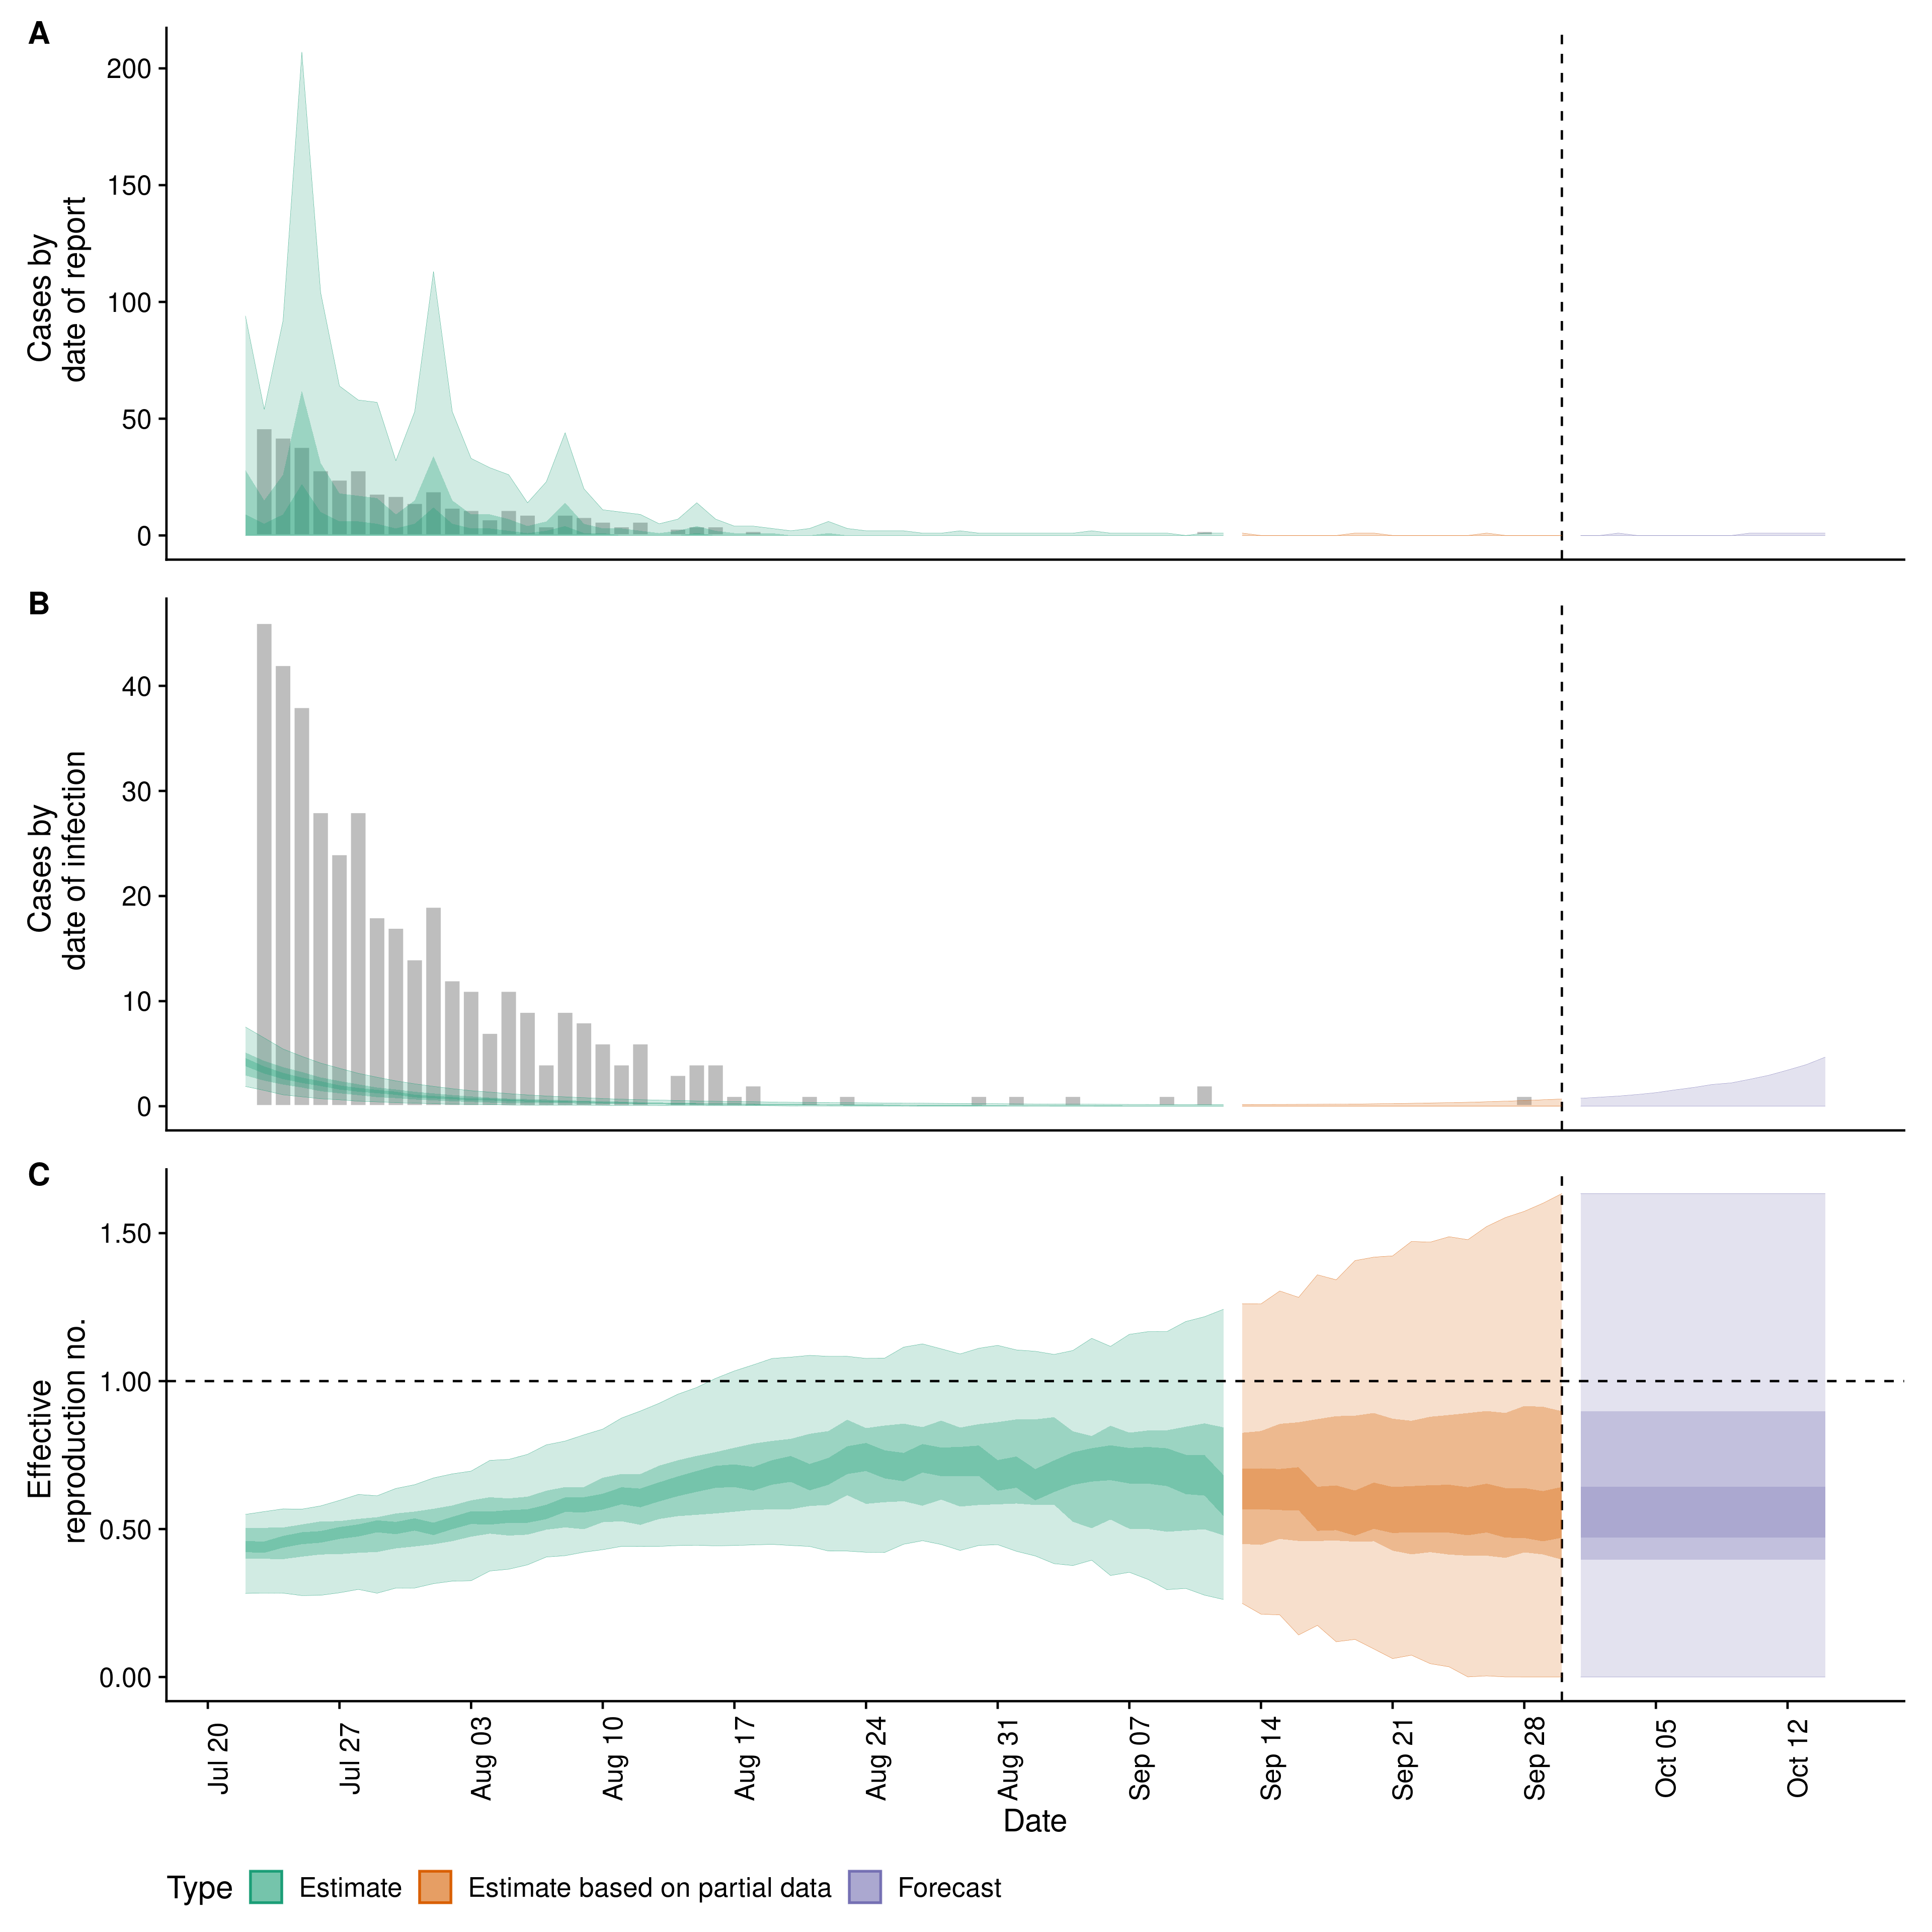 A
200
150
100
50
0
Cases by
date of report
B
40
30
20
10
0
Cases by
date of infection
C
1.50
1.00
0.50
0.00
Effective
reproduction no.
Jul 20
Jul 27
Aug 03
Aug 10
Aug 17
Aug 24
Aug 31
Sep 07
Sep 14
Sep 21
Sep 28
Oct 05
Oct 12
Date
Type Estimate Estimate based on partial data Forecast